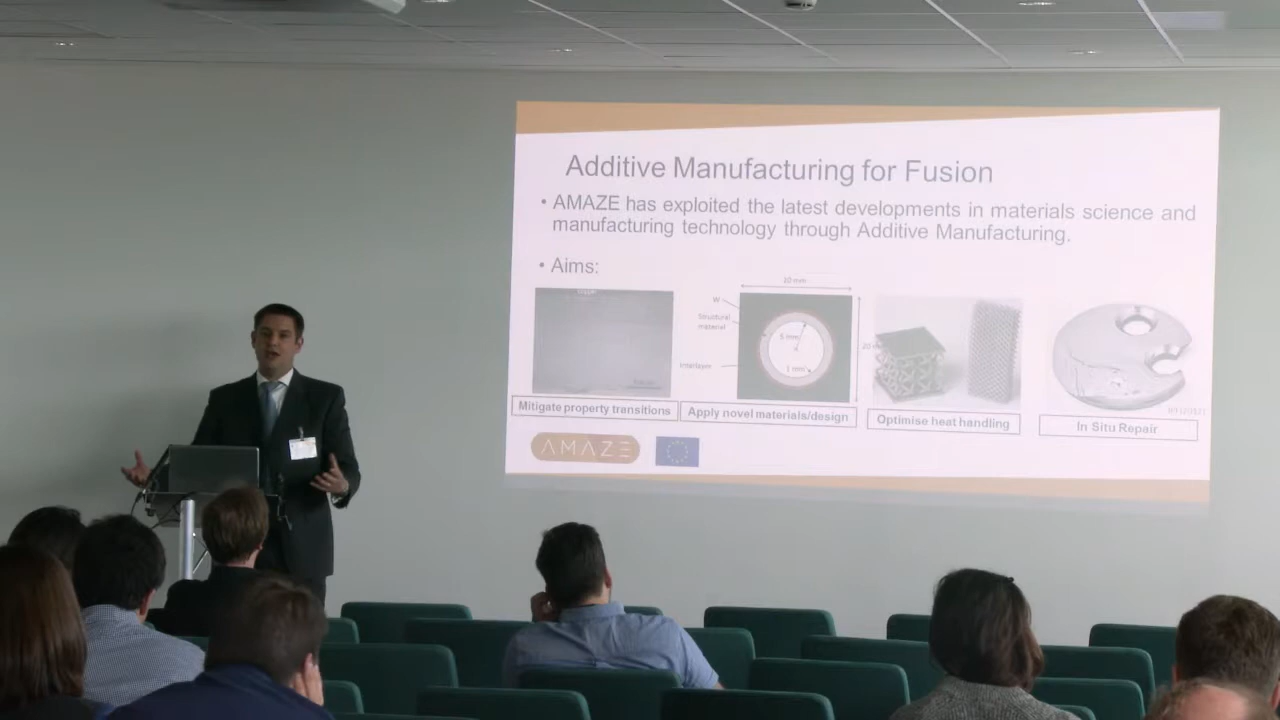 Additive Manufacturing for Fusion
• AMAZE has exploited the latest developments in materials science and
manufacturing technology through Additive Manufacturing.
• Aims:
10 mm
W
Structural
material
Interlayer
5 mm
1 mm
Mitigate property transitions
Apply novel materials/design
Optimise heat handling
In Situ Repair
AMAZE